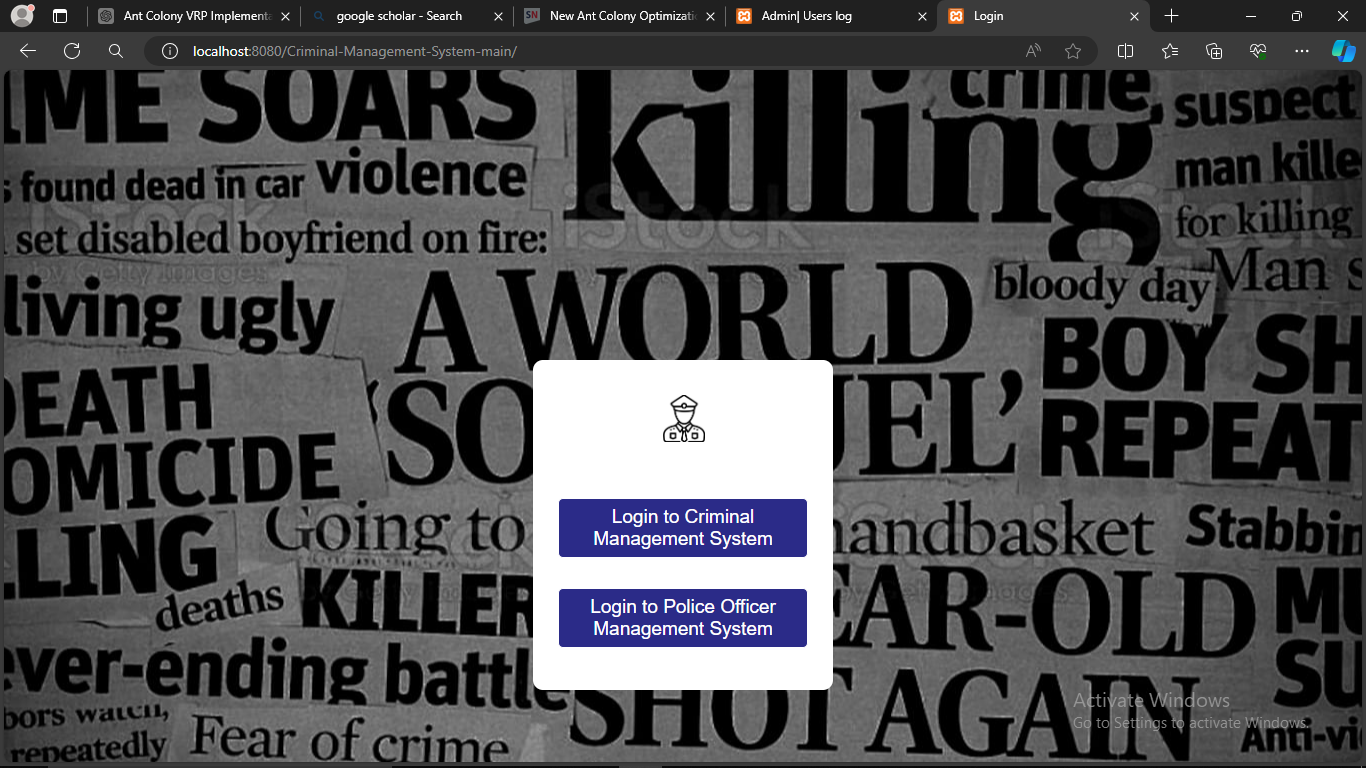 Ant Colony VRP Implementa
google scholar - Search
New Ant Colony Optimizatio
Admin| Users log
Login
localhost:8080/Criminal-Management-System-main/
IME SOARS
killing
crime,
suspect
found dead in car
violence
man kille
set disabled boyfriend on fire:
for killing
living ugly
A WORLD
bloody day
Man s
BOY SH
DEATH
'SO
UEL'
REPEAT
OMICIDE
Login to Criminal
Management System
LLING
Going to
handbasket
Stabbin
deaths
KILLER
Login to Police Officer
Management System
EAR-OLD
MU
ever-ending battle
SHOT AGAIN
SU
bors watch,
repeatedly
Fear of crime
Anti-vi
iStock
by Getty Images
Activate Windows
Go to Settings to activate Windows.